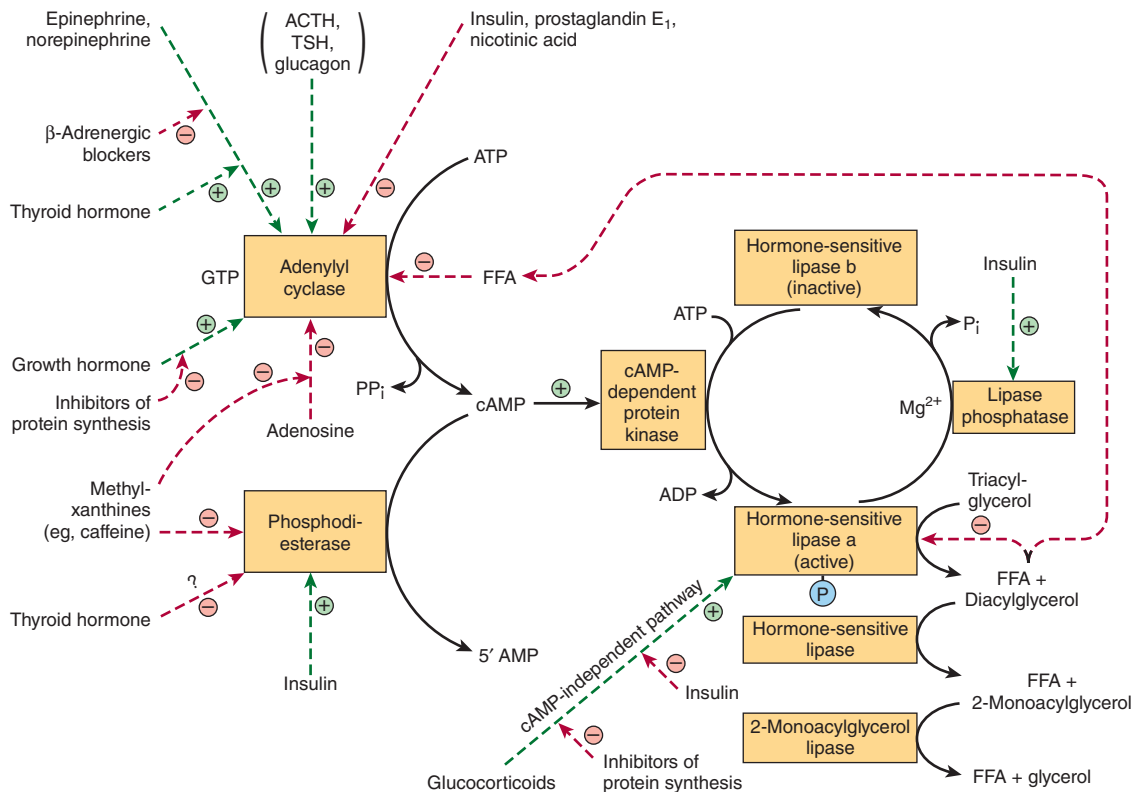 Epinephrine,
norepinephrine
ACTH,
TSH,
glucagon
Insulin, prostaglandin E₁,
nicotinic acid
β-Adrenergic
blockers
−
Thyroid hormone
+
+
+
−
ATP
GTP
Adenylyl
cyclase
−
FFA
Hormone-sensitive
lipase b
(inactive)
Insulin
+
Growth hormone
+
−
Inhibitors of
protein synthesis
−
−
Adenosine
PPᵢ
cAMP
+
cAMP-
dependent
protein
kinase
ATP
ADP
Pᵢ
Mg²⁺
Lipase
phosphatase
Methyl-
xanthines
(eg, caffeine)
−
Phosphodi-
esterase
Thyroid hormone
?
−
+
Insulin
5′ AMP
Hormone-sensitive
lipase a
(active)
P
Triacyl-
glycerol
−
FFA +
Diacylglycerol
Hormone-sensitive
lipase
FFA +
2-Monoacylglycerol
2-Monoacylglycerol
lipase
FFA + glycerol
cAMP-independent pathway
+
−
Insulin
−
Inhibitors of
protein synthesis
Glucocorticoids